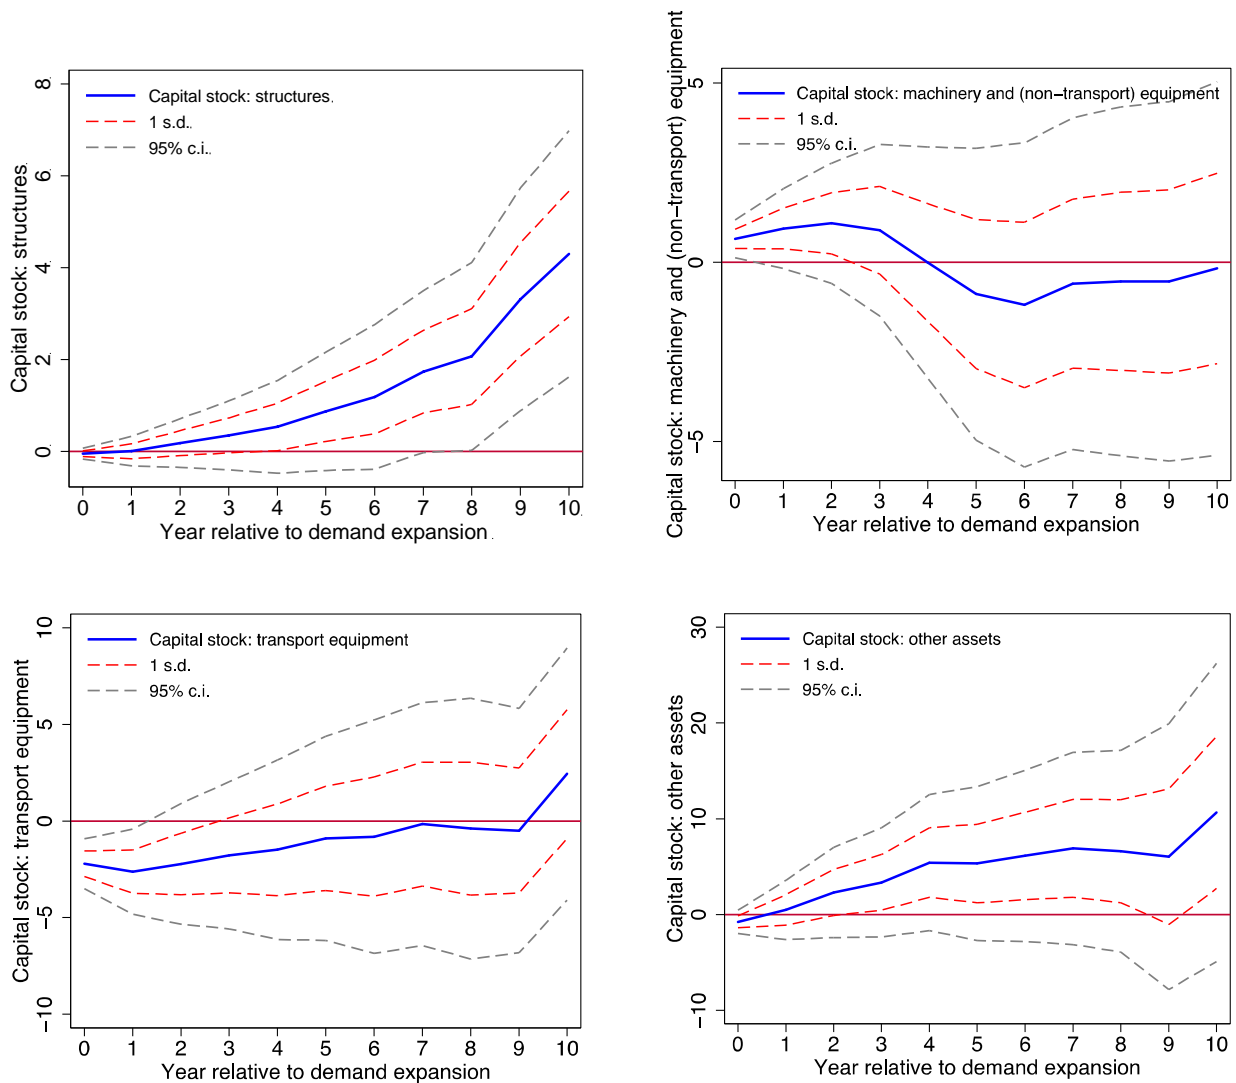 Capital stock: structures
8
6
4
2
0
Capital stock: structures
1 s.d.
95% c.i.
0 1 2 3 4 5 6 7 8 9 10
Year relative to demand expansion
Capital stock: machinery and (non−transport) equipment
5
0
−5
Capital stock: machinery and (non−transport) equipment
1 s.d.
95% c.i.
0 1 2 3 4 5 6 7 8 9 10
Year relative to demand expansion
Capital stock: transport equipment
10
5
0
−5
−10
Capital stock: transport equipment
1 s.d.
95% c.i.
0 1 2 3 4 5 6 7 8 9 10
Year relative to demand expansion
Capital stock: other assets
30
20
10
0
−10
Capital stock: other assets
1 s.d.
95% c.i.
0 1 2 3 4 5 6 7 8 9 10
Year relative to demand expansion